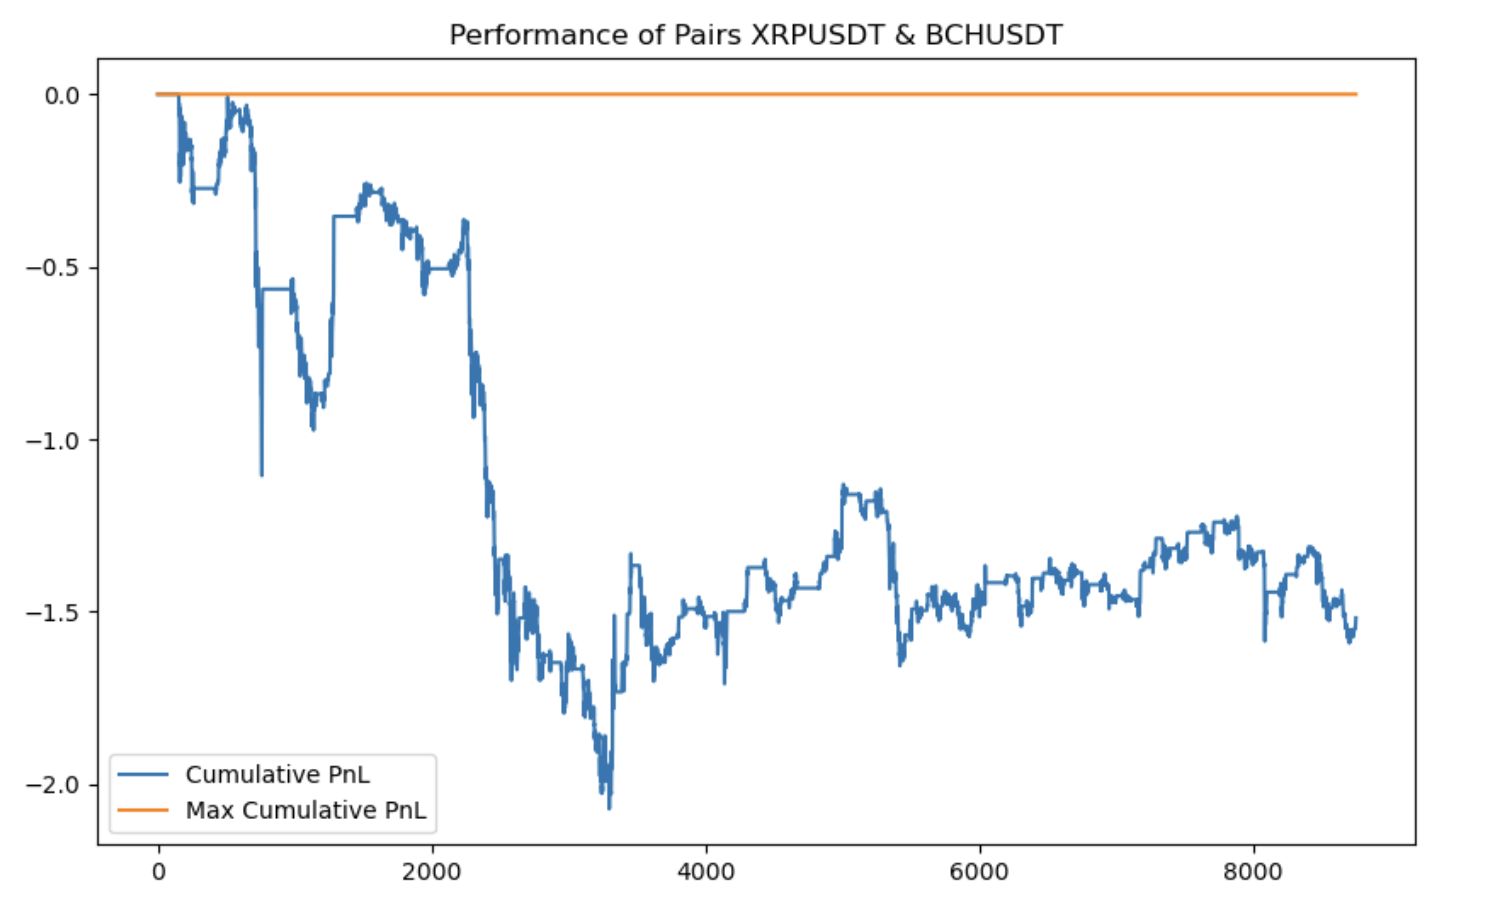 Performance of Pairs XRPUSDT & BCHUSDT
0.0
−0.5
−1.0
−1.5
−2.0
Cumulative PnL
Max Cumulative PnL
0 2000 4000 6000 8000